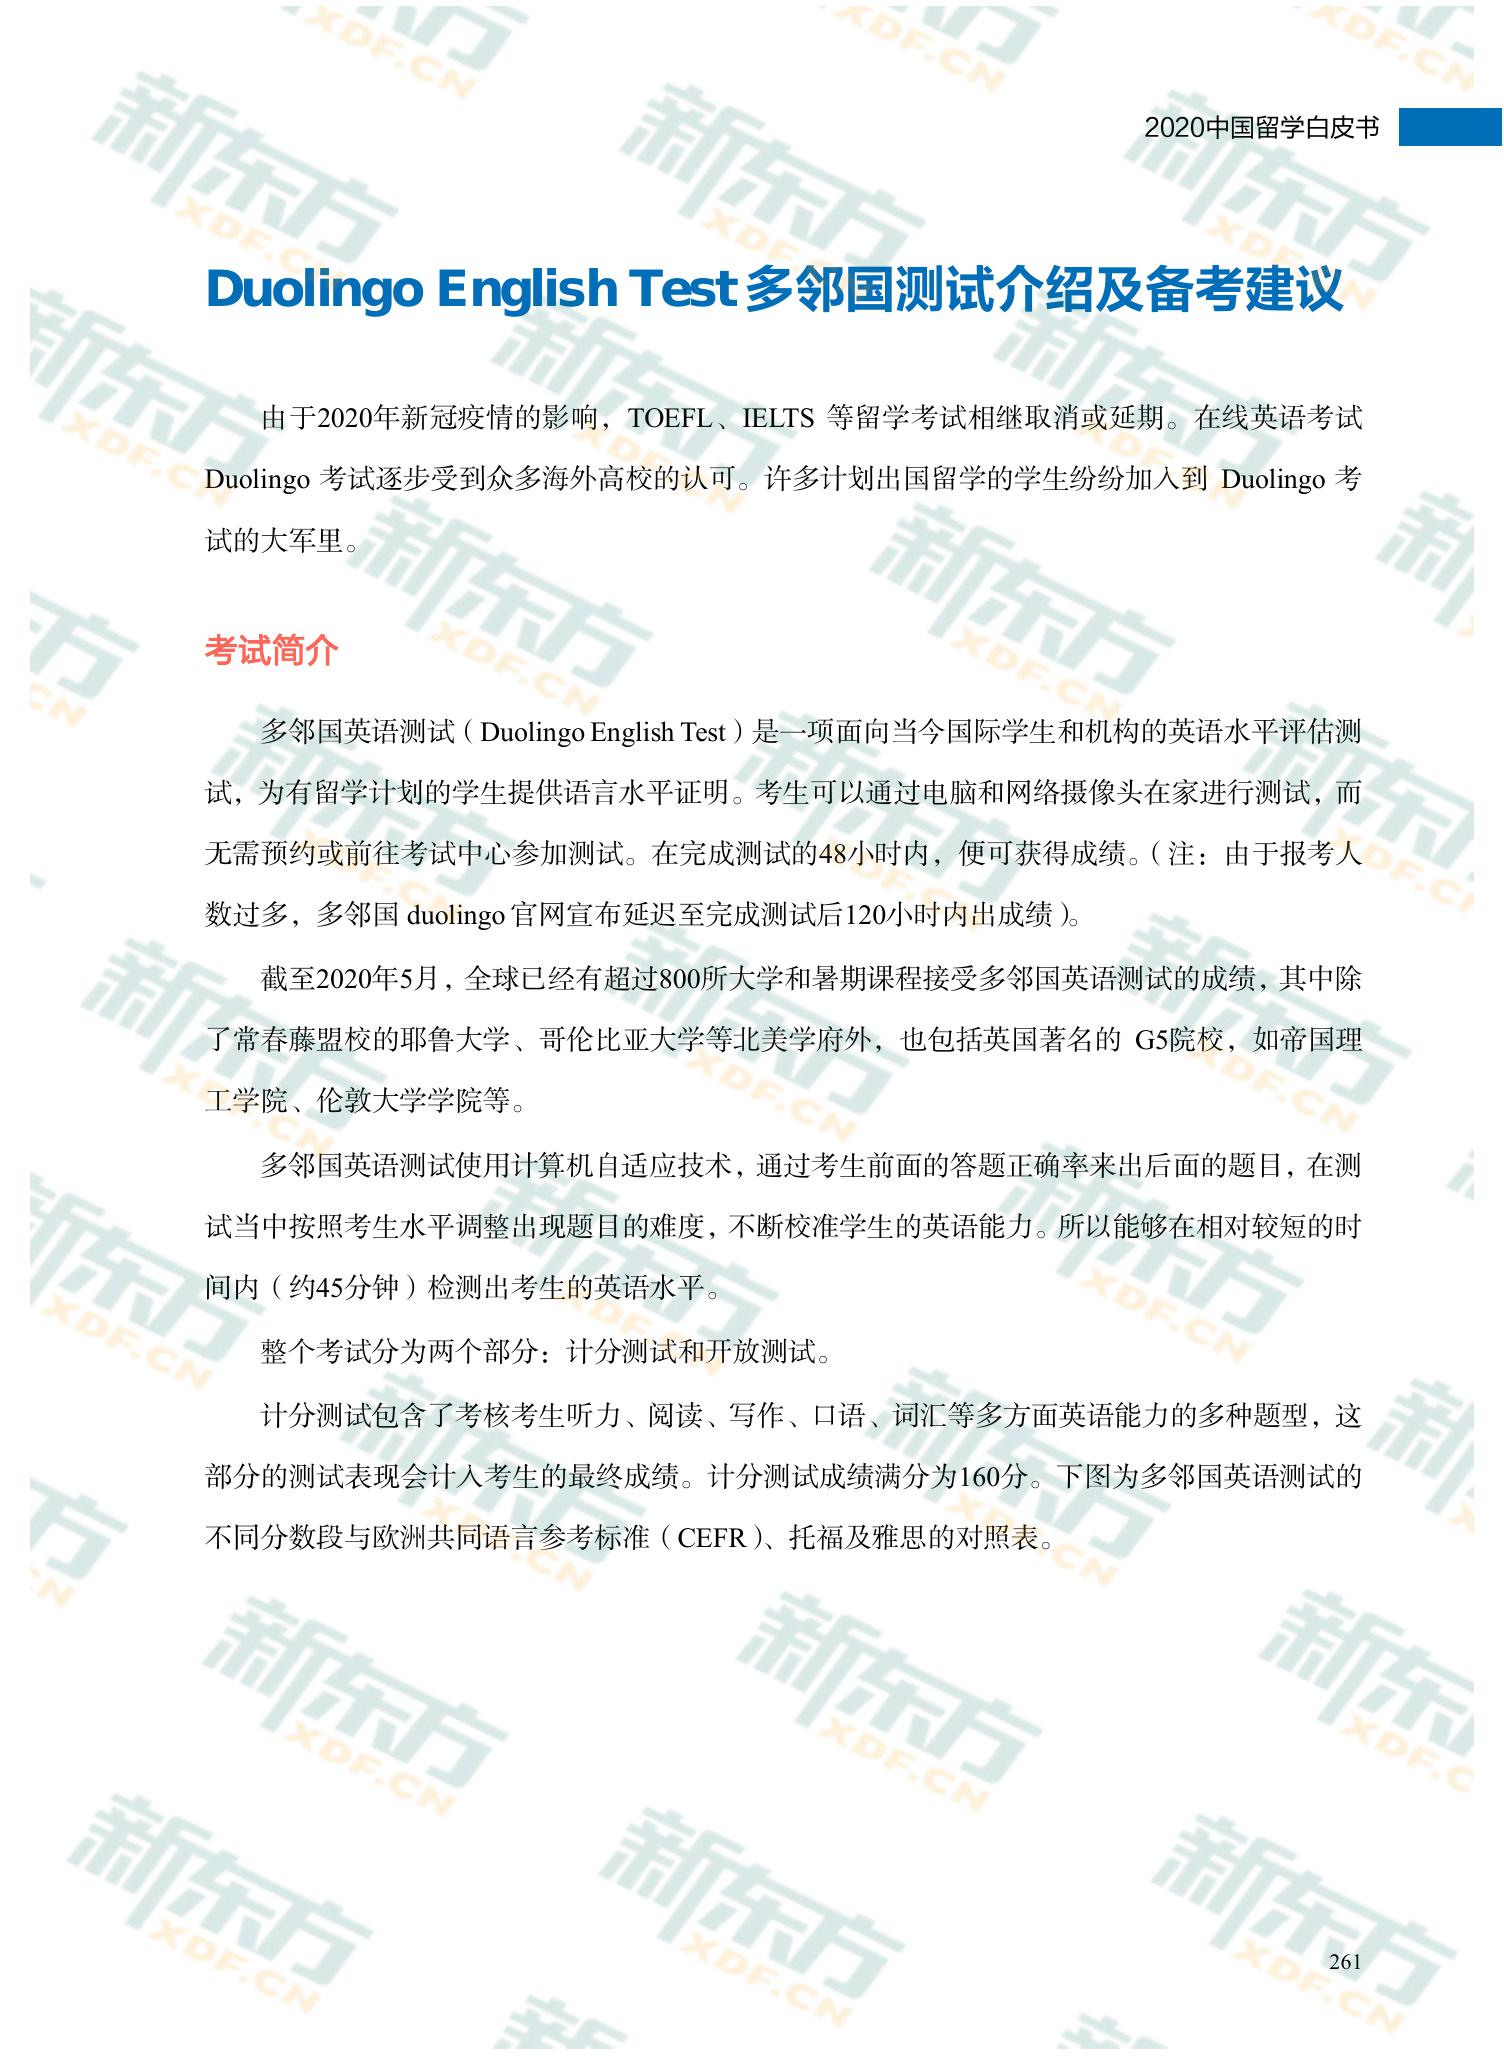 2020中国留学白皮书
Duolingo English Test多邻国测试介绍及备考建议
由于2020年新冠疫情的影响，TOEFL、IELTS 等留学考试相继取消或延期。在线英语考试
Duolingo 考试逐步受到众多海外高校的认可。许多计划出国留学的学生纷纷加入到 Duolingo 考
试的大军里。
考试简介
多邻国英语测试（Duolingo English Test）是一项面向当今国际学生和机构的英语水平评估测
试，为有留学计划的学生提供语言水平证明。考生可以通过电脑和网络摄像头在家进行测试，而
无需预约或前往考试中心参加测试。在完成测试的48小时内，便可获得成绩。（注：由于报考人
数过多，多邻国 duolingo 官网宣布延迟至完成测试后120小时内出成绩）。
截至2020年5月，全球已经有超过800所大学和暑期课程接受多邻国英语测试的成绩，其中除
了常春藤盟校的耶鲁大学、哥伦比亚大学等北美学府外，也包括英国著名的 G5院校，如帝国理
工学院、伦敦大学学院等。
多邻国英语测试使用计算机自适应技术，通过考生前面的答题正确率来出后面的题目，在测
试当中按照考生水平调整出现题目的难度，不断校准学生的英语能力。所以能够在相对较短的时
间内（约45分钟）检测出考生的英语水平。
整个考试分为两个部分：计分测试和开放测试。
计分测试包含了考核考生听力、阅读、写作、口语、词汇等多方面英语能力的多种题型，这
部分的测试表现会计入考生的最终成绩。计分测试成绩满分为160分。下图为多邻国英语测试的
不同分数段与欧洲共同语言参考标准（CEFR）、托福及雅思的对照表。
261
新东方
XDF.CN